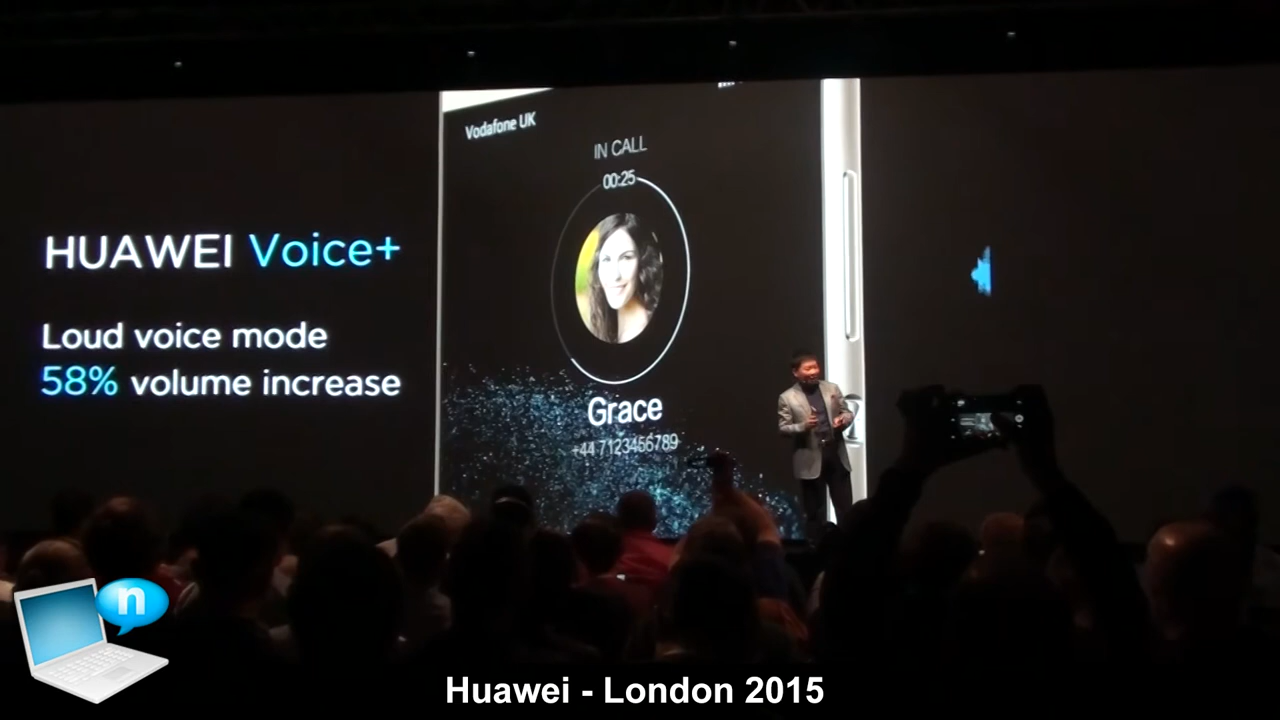 HUAWEI Voice+
Loud voice mode
58% volume increase
Vodafone UK
IN CALL
00:25
Grace
+44 7123456789
n
Huawei - London 2015